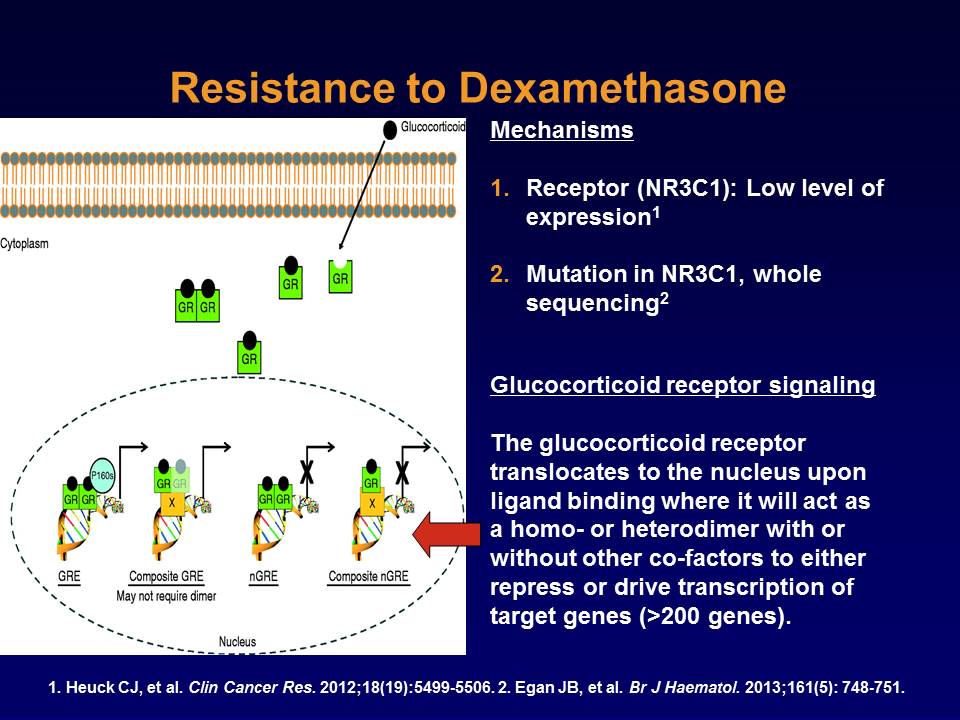 Resistance to Dexamethasone
Glucocorticoid
Cytoplasm
GR
GR
GR GR
GR
P160s
GR GR
GR GR
X
GR GR
GR
X
GRE
Composite GRE
May not require dimer
nGRE
Composite nGRE
Nucleus
Mechanisms
1. Receptor (NR3C1): Low level of
expression1
2. Mutation in NR3C1, whole
sequencing2
Glucocorticoid receptor signaling
The glucocorticoid receptor
translocates to the nucleus upon
ligand binding where it will act as
a homo- or heterodimer with or
without other co-factors to either
repress or drive transcription of
target genes (>200 genes).
1. Heuck CJ, et al. Clin Cancer Res. 2012;18(19):5499-5506. 2. Egan JB, et al. Br J Haematol. 2013;161(5): 748-751.